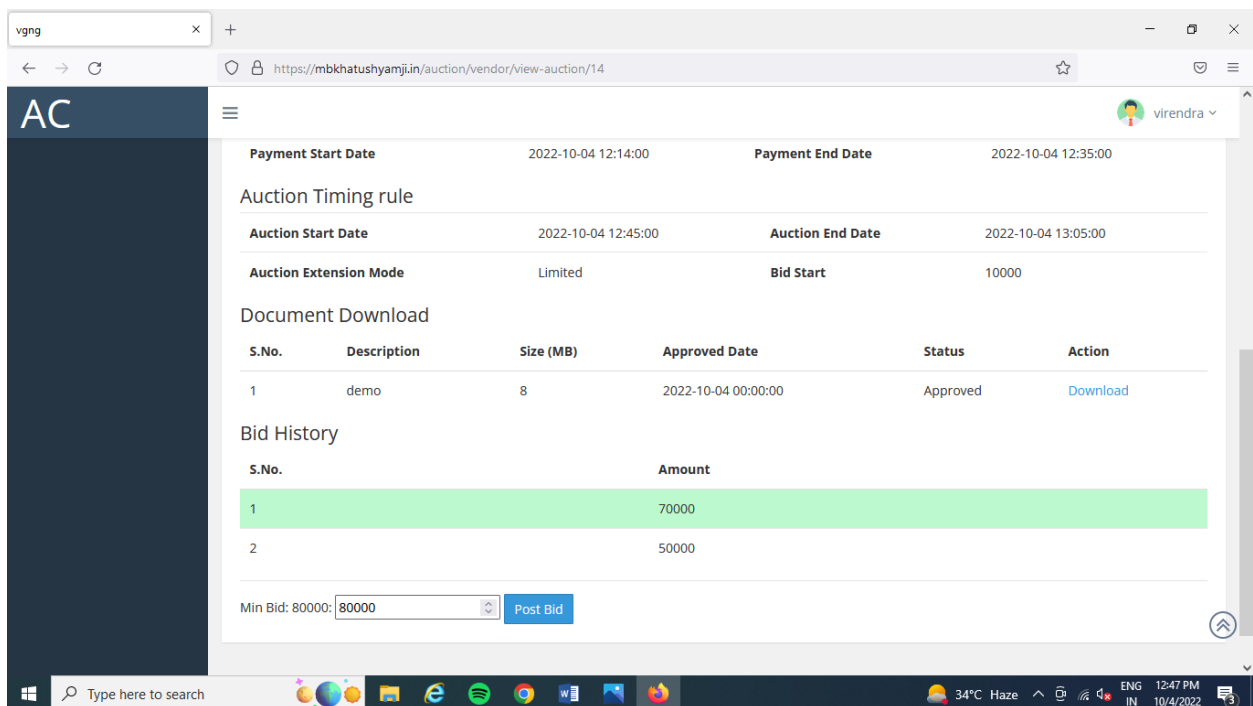 vgng
https://mbkhatushyamji.in/auction/vendor/view-auction/14
AC
virendra
Payment Start Date 2022-10-04 12:14:00 Payment End Date 2022-10-04 12:35:00
Auction Timing rule
Auction Start Date 2022-10-04 12:45:00 Auction End Date 2022-10-04 13:05:00
Auction Extension Mode Limited Bid Start 10000
Document Download
S.No. Description Size (MB) Approved Date Status Action
1 demo 8 2022-10-04 00:00:00 Approved Download
Bid History
S.No. Amount
1 70000
2 50000
Min Bid: 80000: 80000 Post Bid
Type here to search 34°C Haze ENG IN 12:47 PM 10/4/2022 3